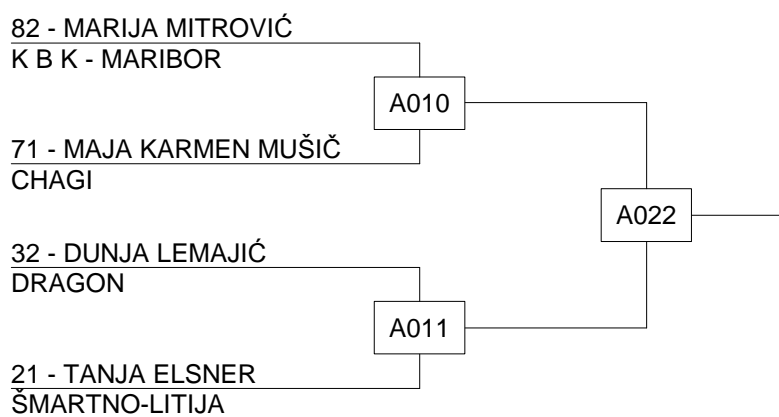 82 - MARIJA MITROVIĆ
K B K - MARIBOR
A010
71 - MAJA KARMEN MUŠIČ
CHAGI
A022
32 - DUNJA LEMAJIĆ
DRAGON
A011
21 - TANJA ELSNER
ŠMARTNO-LITIJA